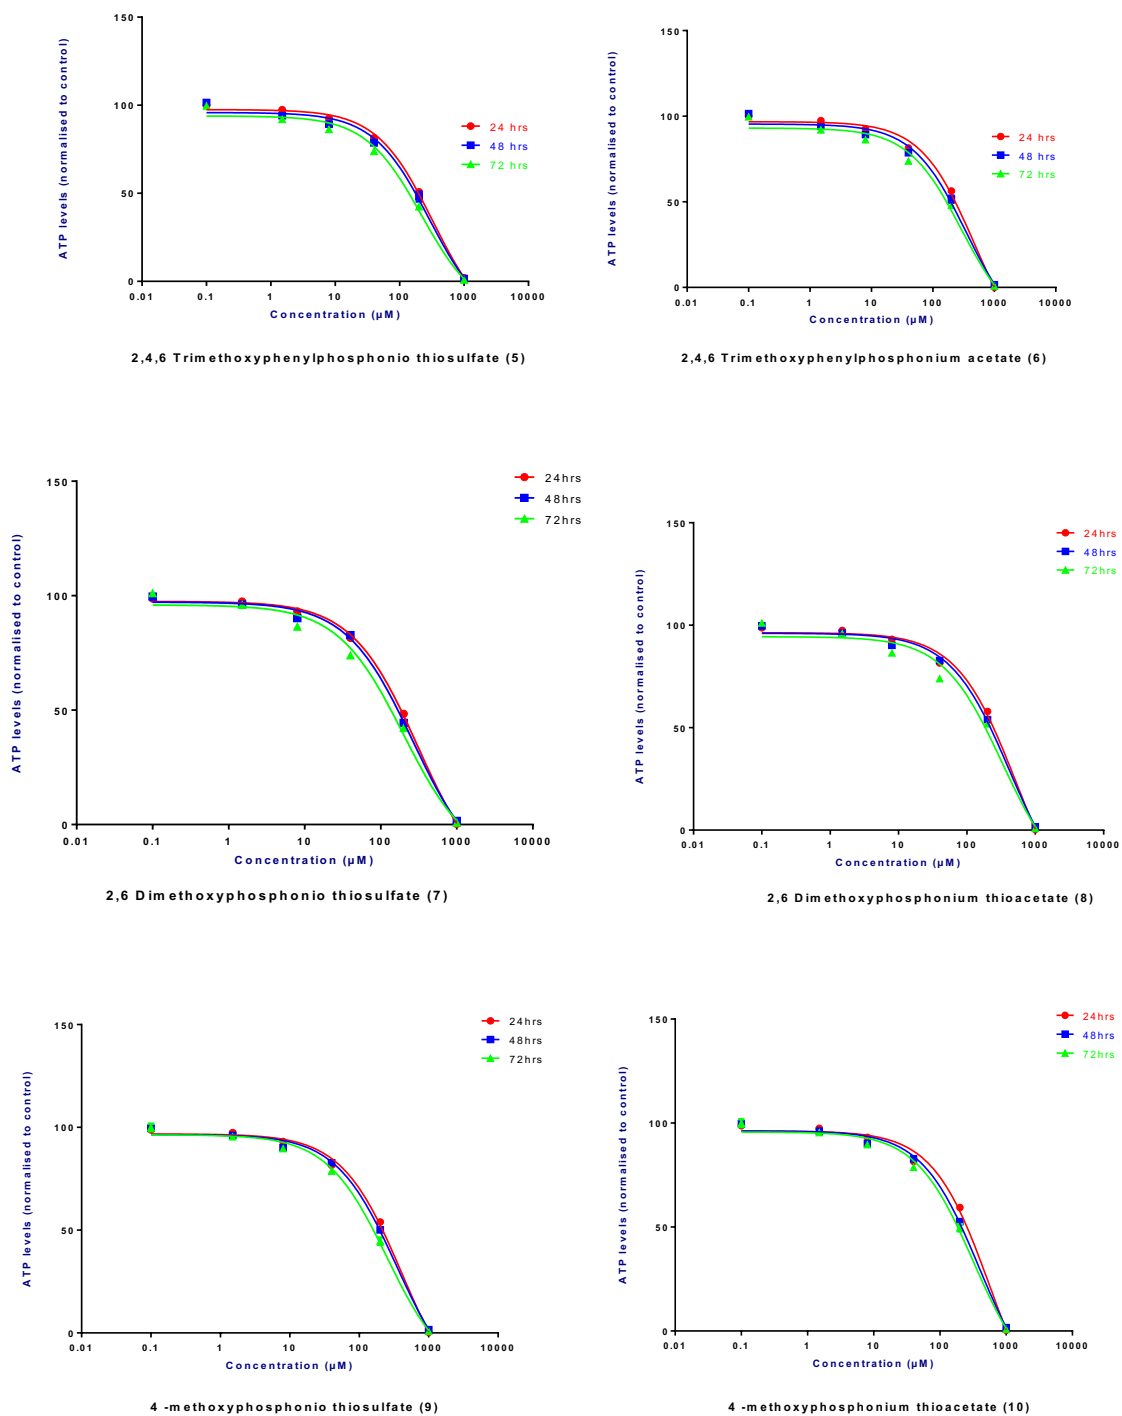 150
100
50
0
ATP levels (normalised to control)
24 hrs
48 hrs
72 hrs
0.01 0.1 1 10 100 1000 10000
Concentration (µM)
2,4,6 Trimethoxyphenylphosphonio thiosulfate (5)
150
100
50
0
ATP levels (normalised to control)
24 hrs
48 hrs
72 hrs
0.01 0.1 1 10 100 1000 10000
Concentration (µM)
2,4,6 Trimethoxyphenylphosphonium acetate (6)
150
100
50
0
ATP levels (normalised to control)
24hrs
48hrs
72hrs
0.01 0.1 1 10 100 1000 10000
Concentration (µM)
2,6 Dimethoxyphosphonio thiosulfate (7)
150
100
50
0
ATP levels (normalised to control)
24hrs
48hrs
72hrs
0.01 0.1 1 10 100 1000 10000
Concentration (µM)
2,6 Dimethoxyphosphonium thioacetate (8)
150
100
50
0
ATP levels (normalised to control)
24hrs
48hrs
72hrs
0.01 0.1 1 10 100 1000 10000
Concentration (µM)
4 -methoxyphosphonio thiosulfate (9)
150
100
50
0
ATP levels (normalised to control)
24hrs
48hrs
72hrs
0.01 0.1 1 10 100 1000 10000
Concentration (µM)
4 -methoxyphosphonium thioacetate (10)